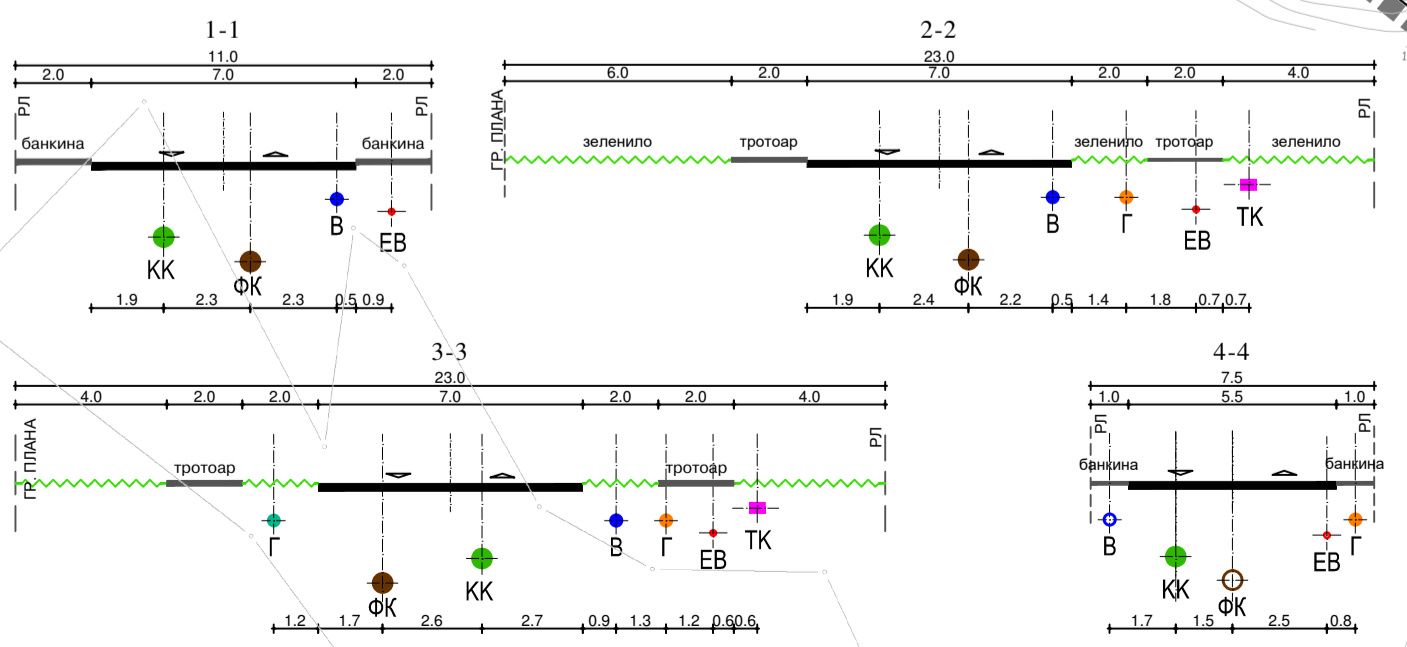 1-1
11.0
2.0 7.0 2.0
РЛ РЛ
банкина банкина
В
ЕВ
КК
ФК
1.9 2.3 2.3 0.5 0.9
2-2
23.0
6.0 2.0 7.0 2.0 2.0 4.0
ГР. ПЛАНА РЛ
зеленило тротоар зеленило тротоар зеленило
В Г ЕВ ТК
КК
ФК
1.9 2.4 2.2 0.5 1.4 1.8 0.7 0.7
3-3
23.0
4.0 2.0 2.0 7.0 2.0 2.0 4.0
ГР. ПЛАНА РЛ
тротоар тротоар
Г В Г ЕВ ТК
КК
ФК
1.2 1.7 2.6 2.7 0.9 1.3 1.2 0.6 0.6
4-4
7.5
1.0 5.5 1.0
РЛ РЛ
банкина банкина
В Г
ЕВ
КК
ФК
1.7 1.5 2.5 0.8